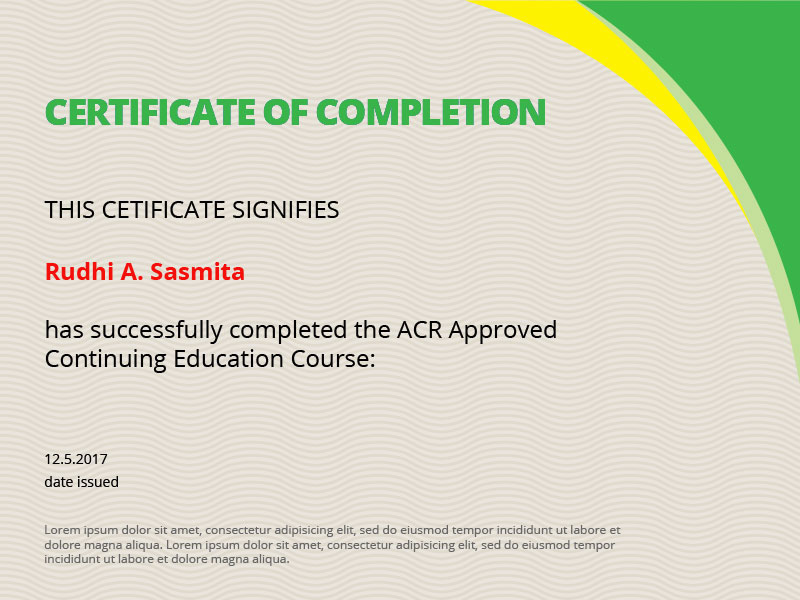 CERTIFICATE OF COMPLETION
THIS CETIFICATE SIGNIFIES
Rudhi A. Sasmita
has successfully completed the ACR Approved
Continuing Education Course:
12.5.2017
date issued
Lorem ipsum dolor sit amet, consectetur adipisicing elit, sed do eiusmod tempor incididunt ut labore et
dolore magna aliqua. Lorem ipsum dolor sit amet, consectetur adipisicing elit, sed do eiusmod tempor
incididunt ut labore et dolore magna aliqua.